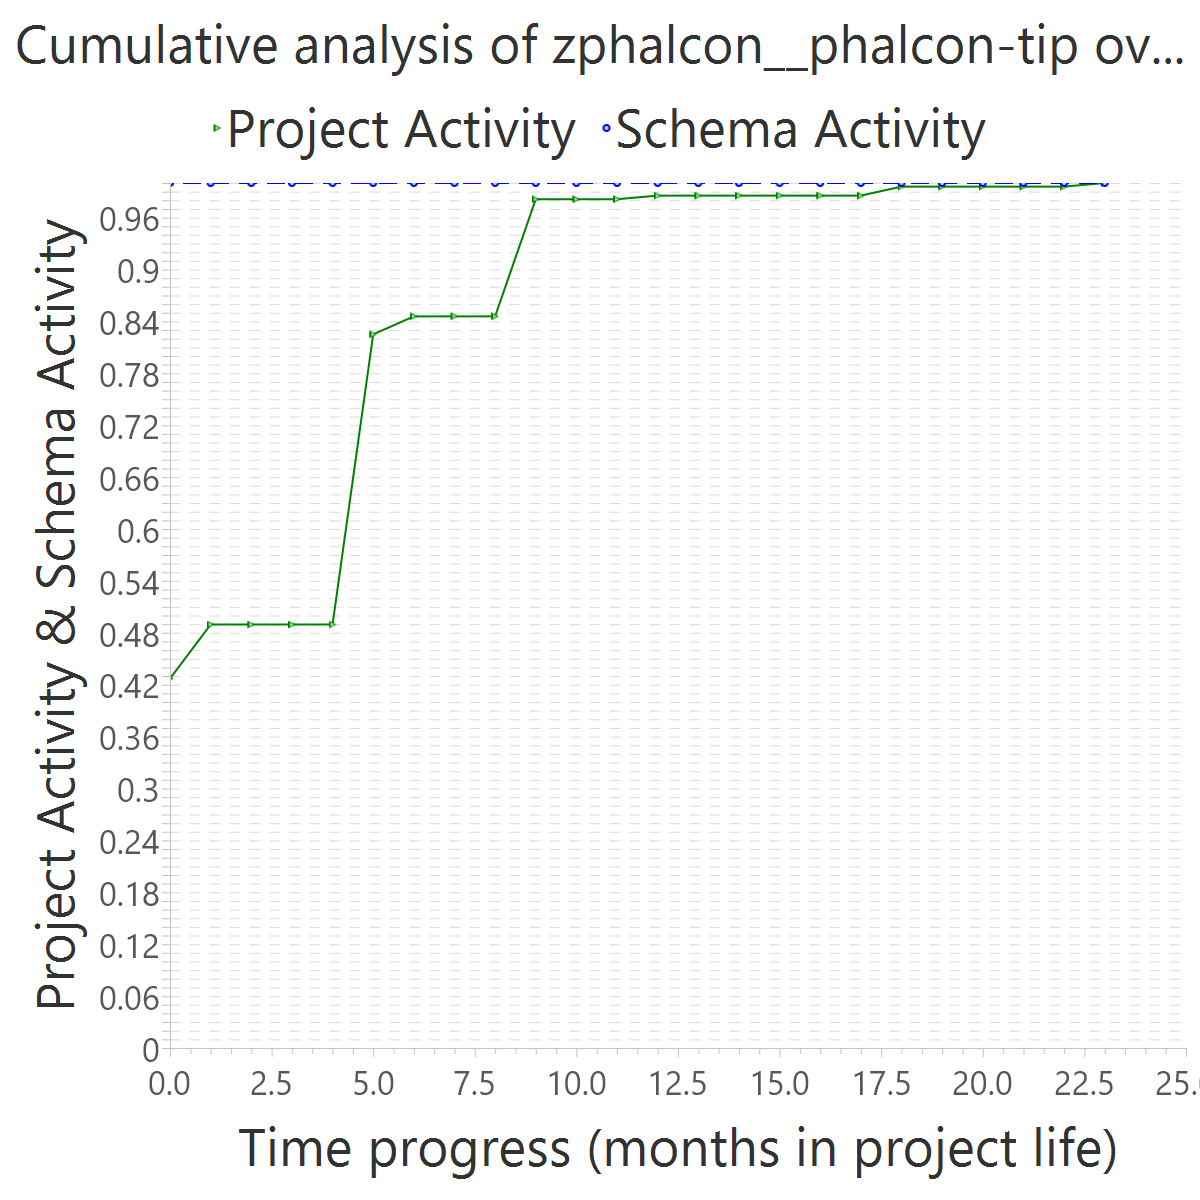 Cumulative analysis of zphalcon__phalcon-tip ov...
Project Activity
Schema Activity
Project Activity & Schema Activity
0.96
0.9
0.84
0.78
0.72
0.66
0.6
0.54
0.48
0.42
0.36
0.3
0.24
0.18
0.12
0.06
0
0.0 2.5 5.0 7.5 10.0 12.5 15.0 17.5 20.0 22.5 25.0
Time progress (months in project life)